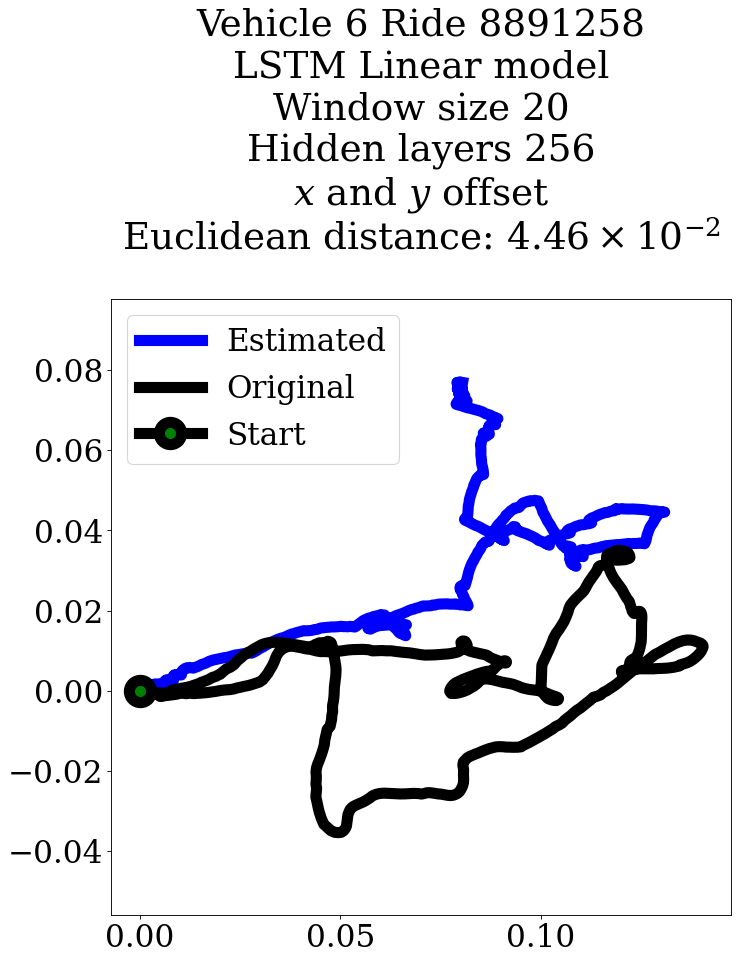 Vehicle 6 Ride 8891258
LSTM Linear model
Window size 20
Hidden layers 256
x and y offset
Euclidean distance: 4.46 × 10⁻²
Estimated
Original
Start
0.08
0.06
0.04
0.02
0.00
−0.02
−0.04
0.00 0.05 0.10